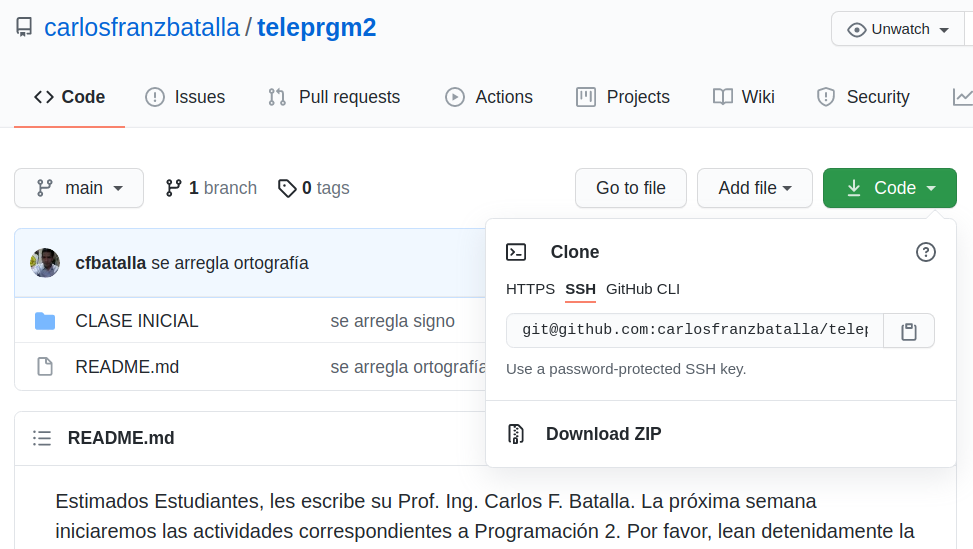 carlosfranzbatalla / teleprgm2
Unwatch
Code Issues Pull requests Actions Projects Wiki Security
main 1 branch 0 tags Go to file Add file Code
cfbatalla se arregla ortografía
Clone
HTTPS SSH GitHub CLI
CLASE INICIAL se arregla signo
git@github.com:carlosfranzbatalla/telep
README.md se arregla ortografía
Use a password-protected SSH key.
Download ZIP
README.md
Estimados Estudiantes, les escribe su Prof. Ing. Carlos F. Batalla. La próxima semana
iniciaremos las actividades correspondientes a Programación 2. Por favor, lean detenidamente la